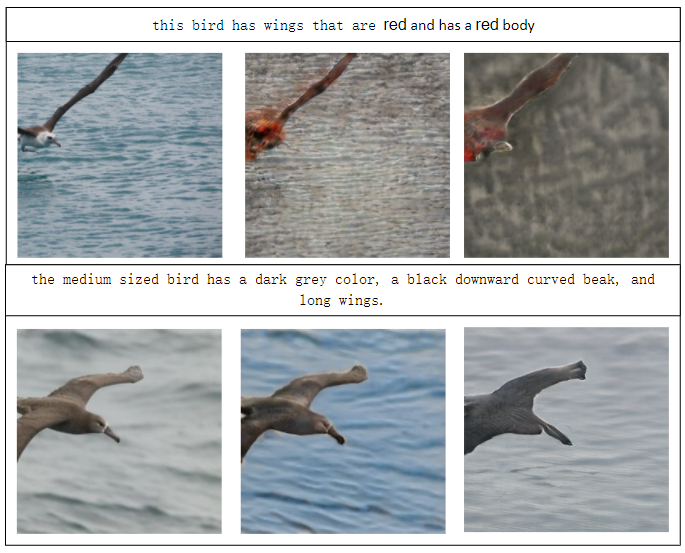 this bird has wings that are red and has a red body
the medium sized bird has a dark grey color, a black downward curved beak, and
long wings.